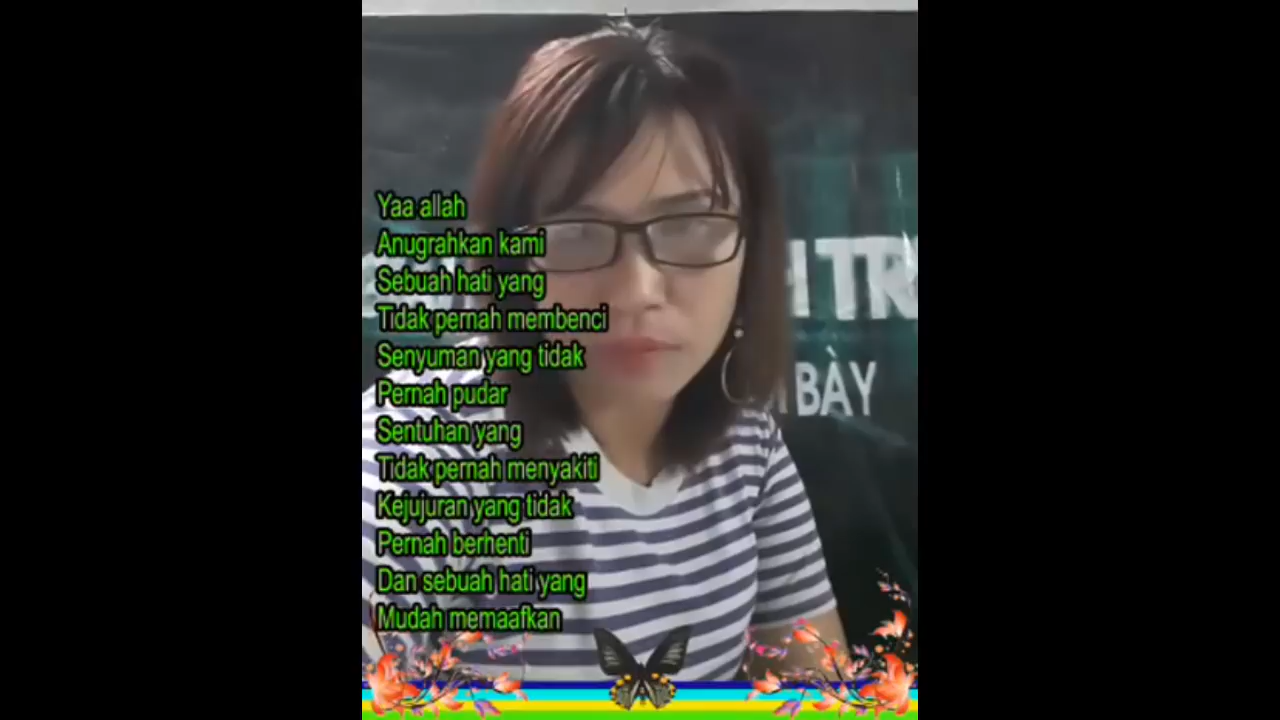 Yaa allah
Anugrahkan kami
Sebuah hati yang
Tidak pernah membenci
Senyuman yang tidak
Pernah pudar
Sentuhan yang
Tidak pernah menyakiti
Kejujuran yang tidak
Pernah berhenti
Dan sebuah hati yang
Mudah memaafkan
TR
BÀY